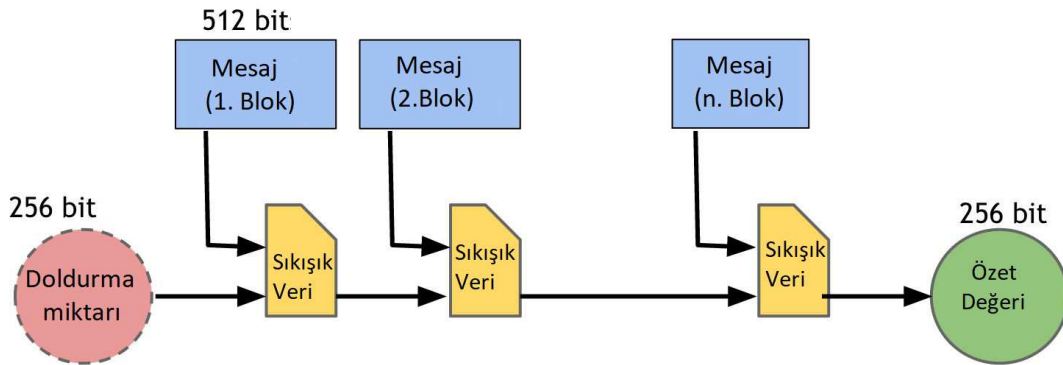 512 bit:
Mesaj
(1. Blok)
Mesaj
(2.Blok)
Mesaj
(n. Blok)
256 bit
Doldurma
miktarı
Sıkışık
Veri
Sıkışık
Veri
Sıkışık
Veri
256 bit
Özet
Değeri